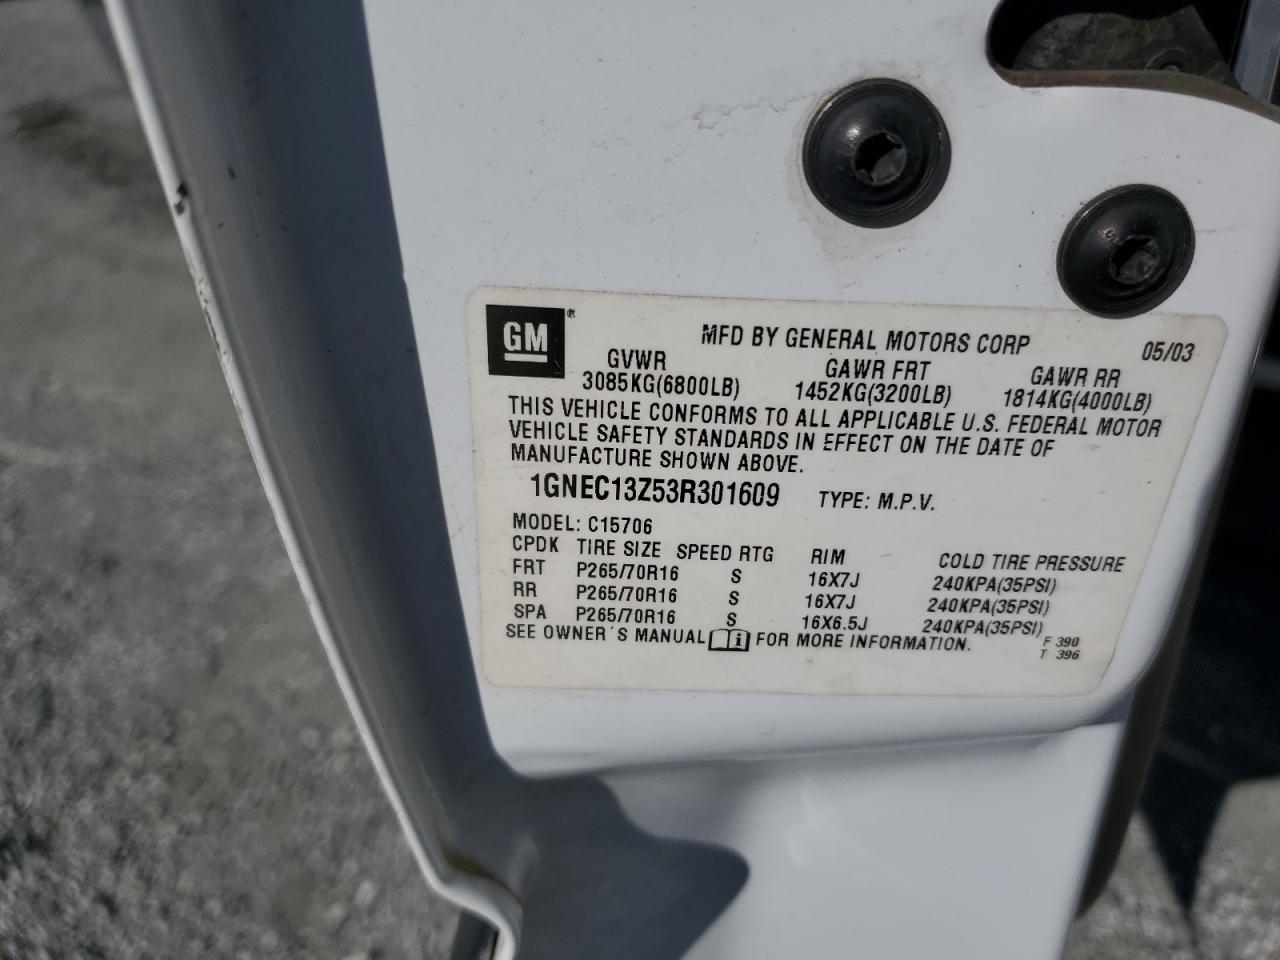 GM®
MFD BY GENERAL MOTORS CORP 05/03
GVWR GAWR FRT GAWR RR
3085KG(6800LB) 1452KG(3200LB) 1814KG(4000LB)
THIS VEHICLE CONFORMS TO ALL APPLICABLE U.S. FEDERAL MOTOR
VEHICLE SAFETY STANDARDS IN EFFECT ON THE DATE OF
MANUFACTURE SHOWN ABOVE.
1GNEC13Z53R301609 TYPE: M.P.V.
MODEL: C15706
CPDK TIRE SIZE SPEED RTG RIM COLD TIRE PRESSURE
FRT P265/70R16 S 16X7J 240KPA(35PSI)
RR P265/70R16 S 16X7J 240KPA(35PSI)
SPA P265/70R16 S 16X6.5J 240KPA(35PSI)
SEE OWNER´S MANUAL i FOR MORE INFORMATION.
F 390
T 396